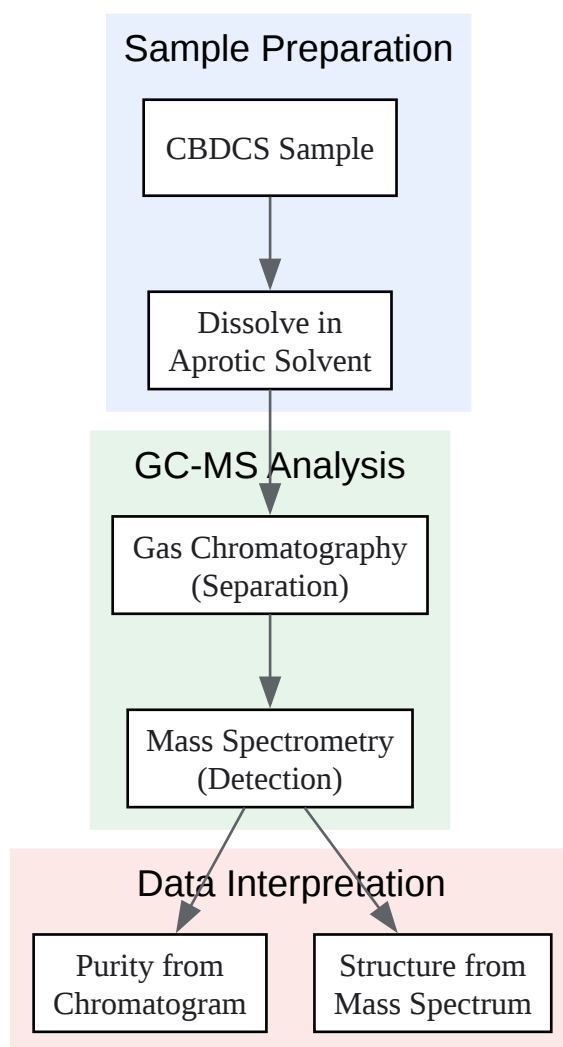 Sample Preparation
CBDCS Sample
Dissolve in
Aprotic Solvent
GC-MS Analysis
Gas Chromatography
(Separation)
Mass Spectrometry
(Detection)
Data Interpretation
Purity from
Chromatogram
Structure from
Mass Spectrum